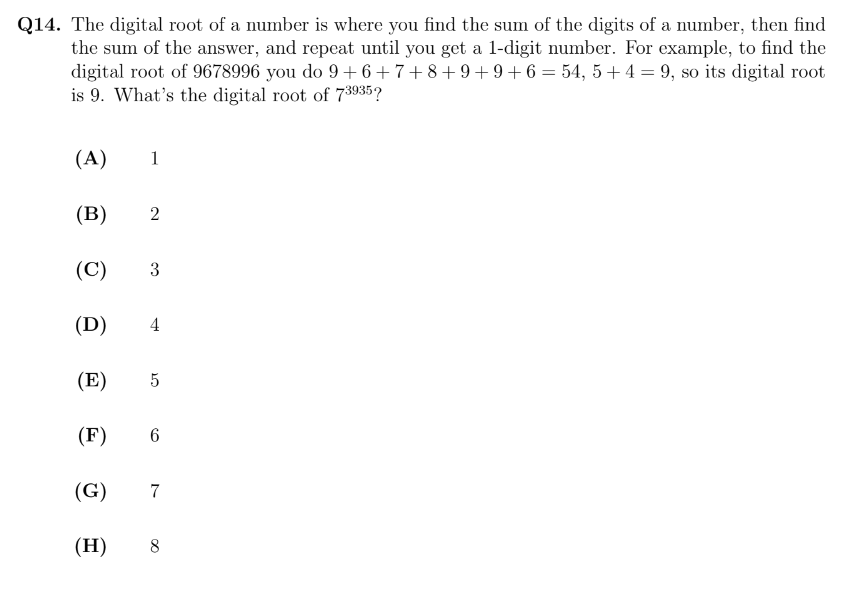 Q14. The digital root of a number is where you find the sum of the digits of a number, then find
the sum of the answer, and repeat until you get a 1-digit number. For example, to find the
digital root of 9678996 you do 9 + 6 + 7 + 8 + 9 + 9 + 6 = 54, 5 + 4 = 9, so its digital root
is 9. What's the digital root of 7³⁹³⁵?
(A) 1
(B) 2
(C) 3
(D) 4
(E) 5
(F) 6
(G) 7
(H) 8